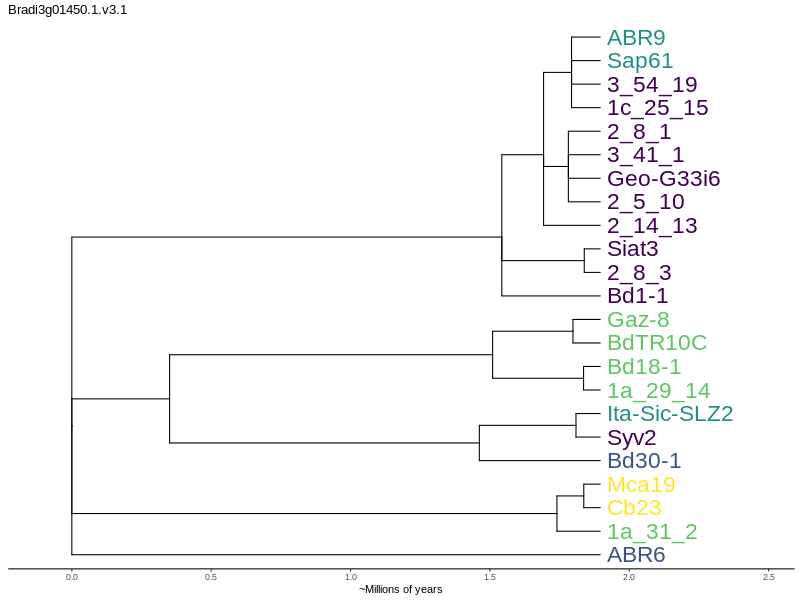 Bradi3g01450.1.v3.1
ABR9
Sap61
3_54_19
1c_25_15
2_8_1
3_41_1
Geo-G33i6
2_5_10
2_14_13
Siat3
2_8_3
Bd1-1
Gaz-8
BdTR10C
Bd18-1
1a_29_14
Ita-Sic-SLZ2
Syv2
Bd30-1
Mca19
Cb23
1a_31_2
ABR6
0.0 0.5 1.0 1.5 2.0 2.5
~Millions of years